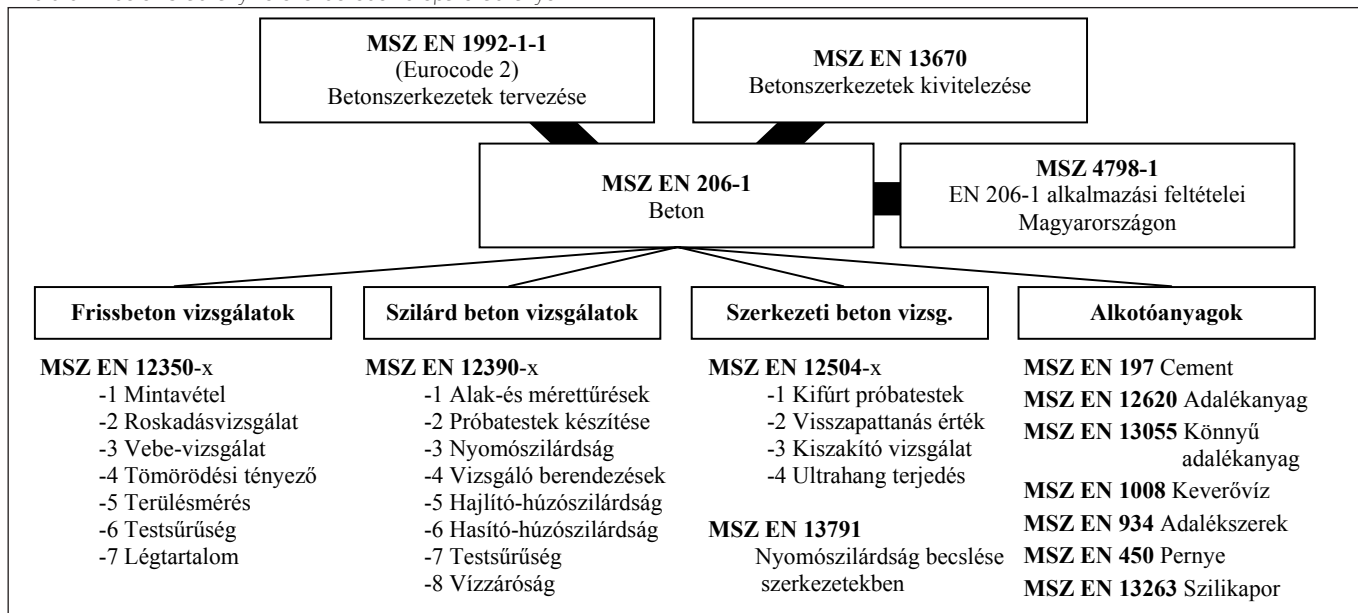 MSZ EN 1992-1-1
(Eurocode 2)
Betonszerkezetek tervezése
MSZ EN 13670
Betonszerkezetek kivitelezése
MSZ EN 206-1
Beton
MSZ 4798-1
EN 206-1 alkalmazási feltételei
Magyarországon
Frissbeton vizsgálatok
MSZ EN 12350-x
-1 Mintavétel
-2 Roskadásvizsgálat
-3 Vebe-vizsgálat
-4 Tömörödési tényező
-5 Terülésmérés
-6 Testsűrűség
-7 Légtartalom
Szilárd beton vizsgálatok
MSZ EN 12390-x
-1 Alak-és mérettűrések
-2 Próbatestek készítése
-3 Nyomószilárdság
-4 Vizsgáló berendezések
-5 Hajlító-húzószilárdság
-6 Hasító-húzószilárdság
-7 Testsűrűség
-8 Vízzáróság
Szerkezeti beton vizsg.
MSZ EN 12504-x
-1 Kifúrt próbatestek
-2 Visszapattanás érték
-3 Kiszakító vizsgálat
-4 Ultrahang terjedés
MSZ EN 13791
Nyomószilárdság becslése
szerkezetekben
Alkotóanyagok
MSZ EN 197 Cement
MSZ EN 12620 Adalékanyag
MSZ EN 13055 Könnyű
adalékanyag
MSZ EN 1008 Keverővíz
MSZ EN 934 Adalékszerek
MSZ EN 450 Pernye
MSZ EN 13263 Szilikapor